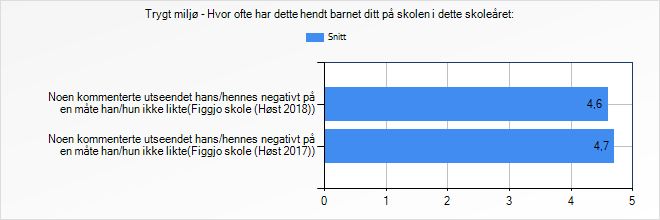 Trygt miljø - Hvor ofte har dette hendt barnet ditt på skolen i dette skoleåret:
Snitt
Noen kommenterte utseendet hans/hennes negativt på
en måte han/hun ikke likte(Figgjo skole (Høst 2018))
4,6
Noen kommenterte utseendet hans/hennes negativt på
en måte han/hun ikke likte(Figgjo skole (Høst 2017))
4,7
0 1 2 3 4 5